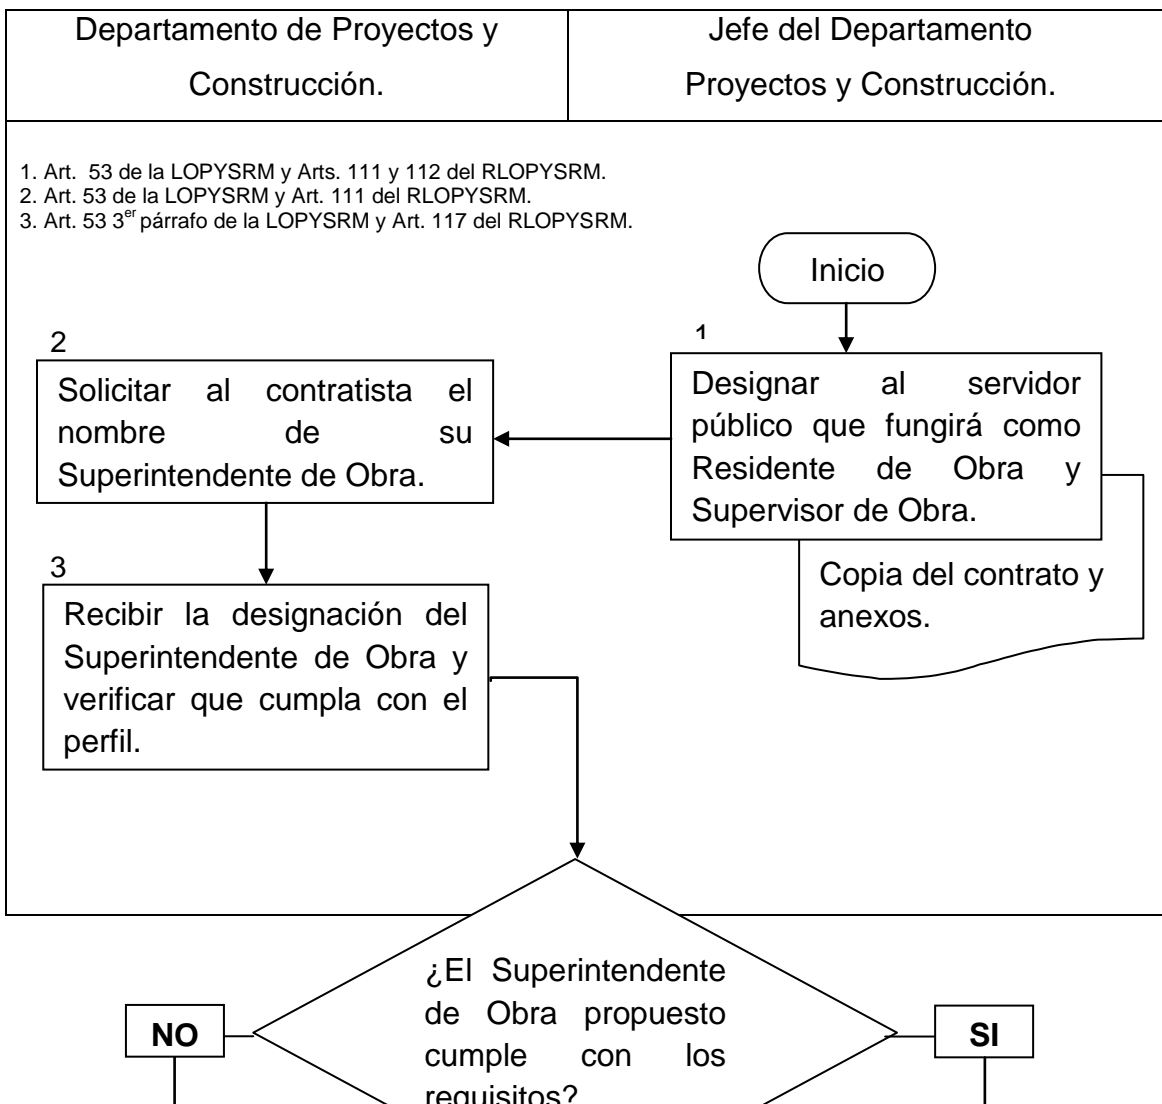 Departamento de Proyectos y
Construcción.
Jefe del Departamento
Proyectos y Construcción.
1. Art. 53 de la LOPYSRM y Arts. 111 y 112 del RLOPYSRM.
2. Art. 53 de la LOPYSRM y Art. 111 del RLOPYSRM.
3. Art. 53 3er párrafo de la LOPYSRM y Art. 117 del RLOPYSRM.
Inicio
1
Designar al servidor
público que fungirá como
Residente de Obra y
Supervisor de Obra.
Copia del contrato y
anexos.
2
Solicitar al contratista el
nombre de su
Superintendente de Obra.
3
Recibir la designación del
Superintendente de Obra y
verificar que cumpla con el
perfil.
¿El Superintendente
de Obra propuesto
cumple con los
requisitos?
NO
SI